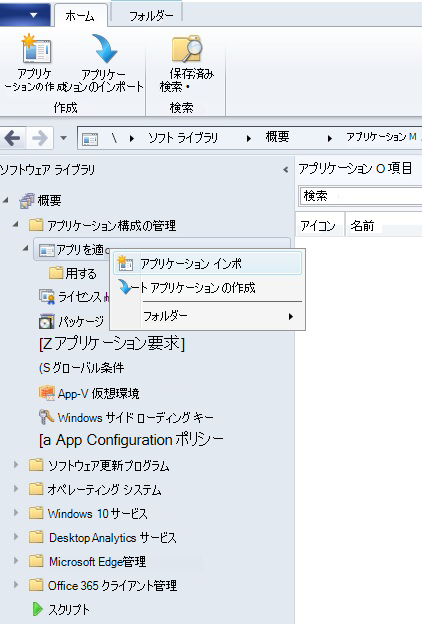 ホーム フォルダー
アプリケ アプリケー 保存済み
ーションの作成 ションのインポート 検索・
作成 検索
\ ソフト ライブラリ 概要 アプリケーション M
ソフトウェア ライブラリ
アプリケーション O 項目
検索
アイコン 名前
概要
アプリケーション構成の管理
アプリを適
用する
ライセンス
パッケージ
[Z アプリケーション要求]
(S グローバル条件
App-V 仮想環境
Windows サイド ローディング キー
[a App Configuration ポリシー
ソフトウェア更新プログラム
オペレーティング システム
Windows 10 サービス
Desktop Analytics サービス
Microsoft Edge管理
Office 365 クライアント管理
スクリプト
アプリケーション インポ
ート アプリケーションの作成
フォルダー